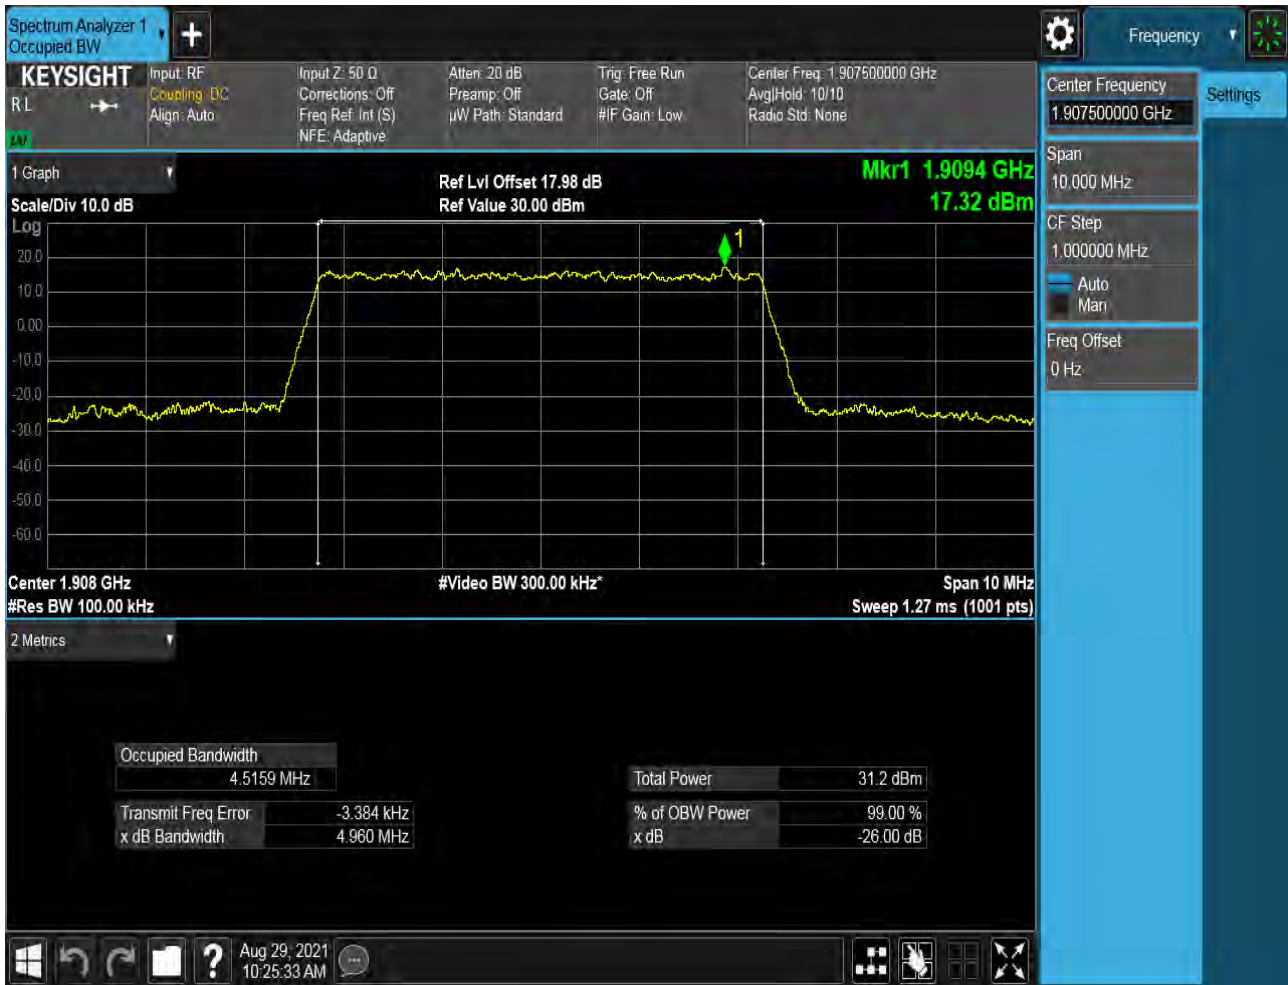 Spectrum Analyzer 1
Occupied BW
Frequency
KEYSIGHT
R L
Input: RF
Coupling: DC
Align: Auto
Input Z: 50 Ω
Corrections: Off
Freq Ref: Int (S)
NFE: Adaptive
Atten: 20 dB
Preamp: Off
µW Path: Standard
Trig: Free Run
Gate: Off
#IF Gain: Low
Center Freq: 1.907500000 GHz
Avg|Hold: 10/10
Radio Std: None
Center Frequency
1.907500000 GHz
Settings
Span
10.000 MHz
CF Step
1.000000 MHz
Auto
Man
Freq Offset
0 Hz
1 Graph
Scale/Div 10.0 dB
Ref Lvl Offset 17.98 dB
Ref Value 30.00 dBm
Mkr1 1.9094 GHz
17.32 dBm
Log
1
20.0
10.0
0.00
-10.0
-20.0
-30.0
-40.0
-50.0
-60.0
Center 1.908 GHz
#Video BW 300.00 kHz*
Span 10 MHz
#Res BW 100.00 kHz
Sweep 1.27 ms (1001 pts)
2 Metrics
Occupied Bandwidth
4.5159 MHz
Total Power 31.2 dBm
Transmit Freq Error -3.384 kHz
% of OBW Power 99.00 %
x dB Bandwidth 4.960 MHz
x dB -26.00 dB
?
Aug 29, 2021
10:25:33 AM